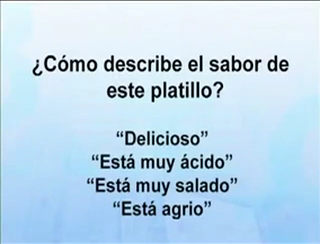 ¿Cómo describe el sabor de
este platillo?
“Delicioso”
“Está muy ácido”
“Está muy salado”
“Está agrio”